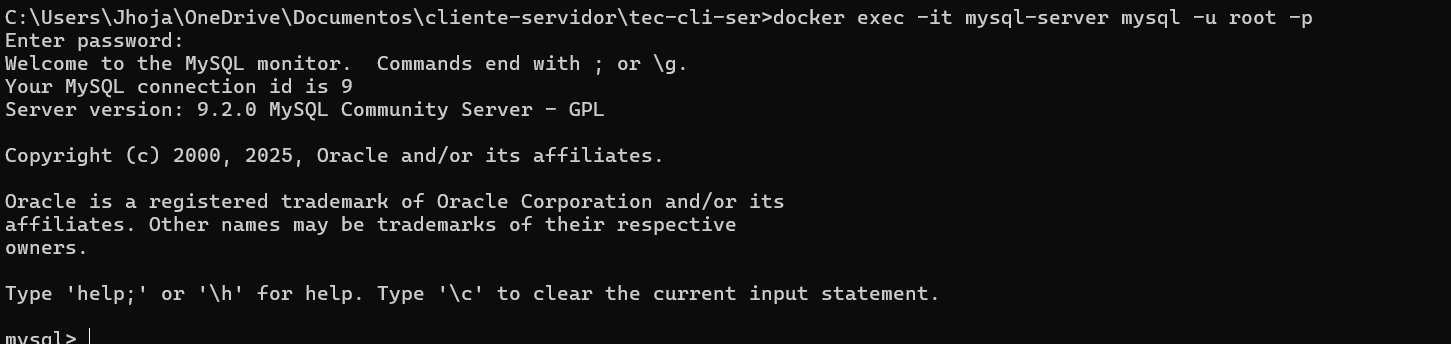 C:\Users\Jhoja\OneDrive\Documentos\cliente-servidor\tec-cli-ser>docker exec -it mysql-server mysql -u root -p
Enter password:
Welcome to the MySQL monitor.  Commands end with ; or \g.
Your MySQL connection id is 9
Server version: 9.2.0 MySQL Community Server - GPL

Copyright (c) 2000, 2025, Oracle and/or its affiliates.

Oracle is a registered trademark of Oracle Corporation and/or its
affiliates. Other names may be trademarks of their respective
owners.

Type 'help;' or '\h' for help. Type '\c' to clear the current input statement.

mysql>